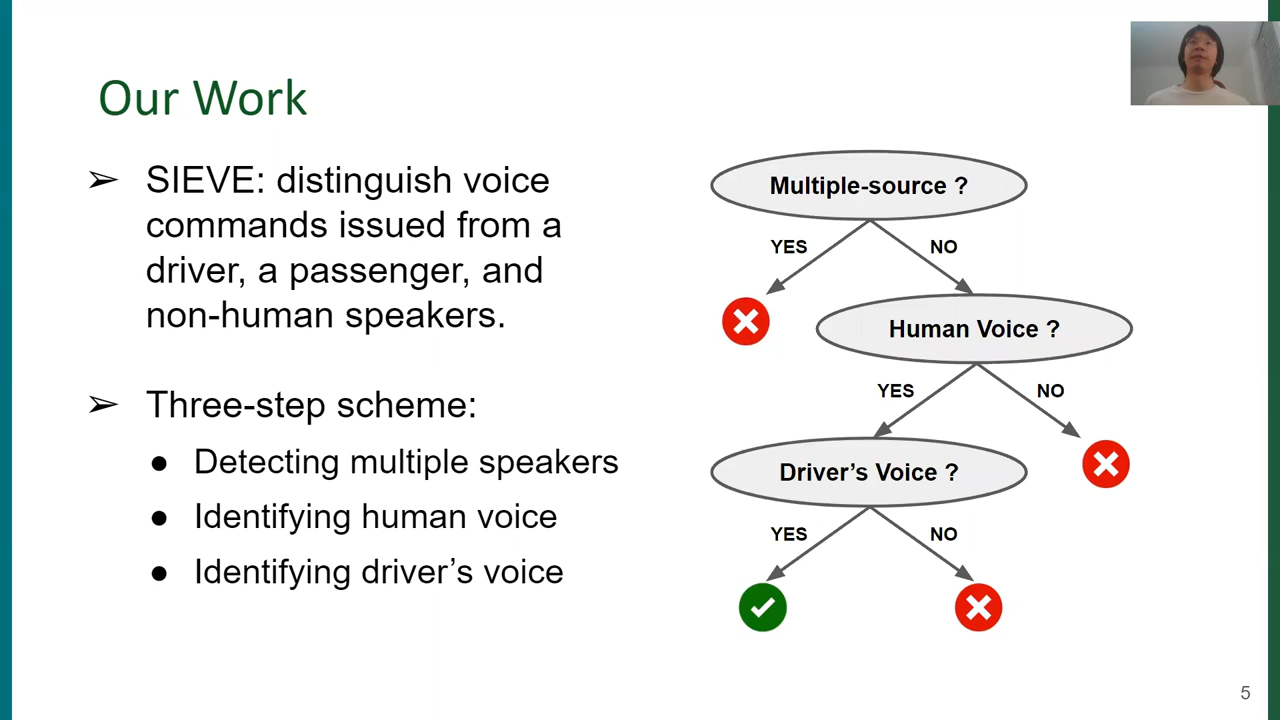 Our Work
➢ SIEVE: distinguish voice
commands issued from a
driver, a passenger, and
non-human speakers.
➢ Three-step scheme:
● Detecting multiple speakers
● Identifying human voice
● Identifying driver’s voice
Multiple-source ?
YES
NO
Human Voice ?
YES
NO
Driver’s Voice ?
YES
NO
5